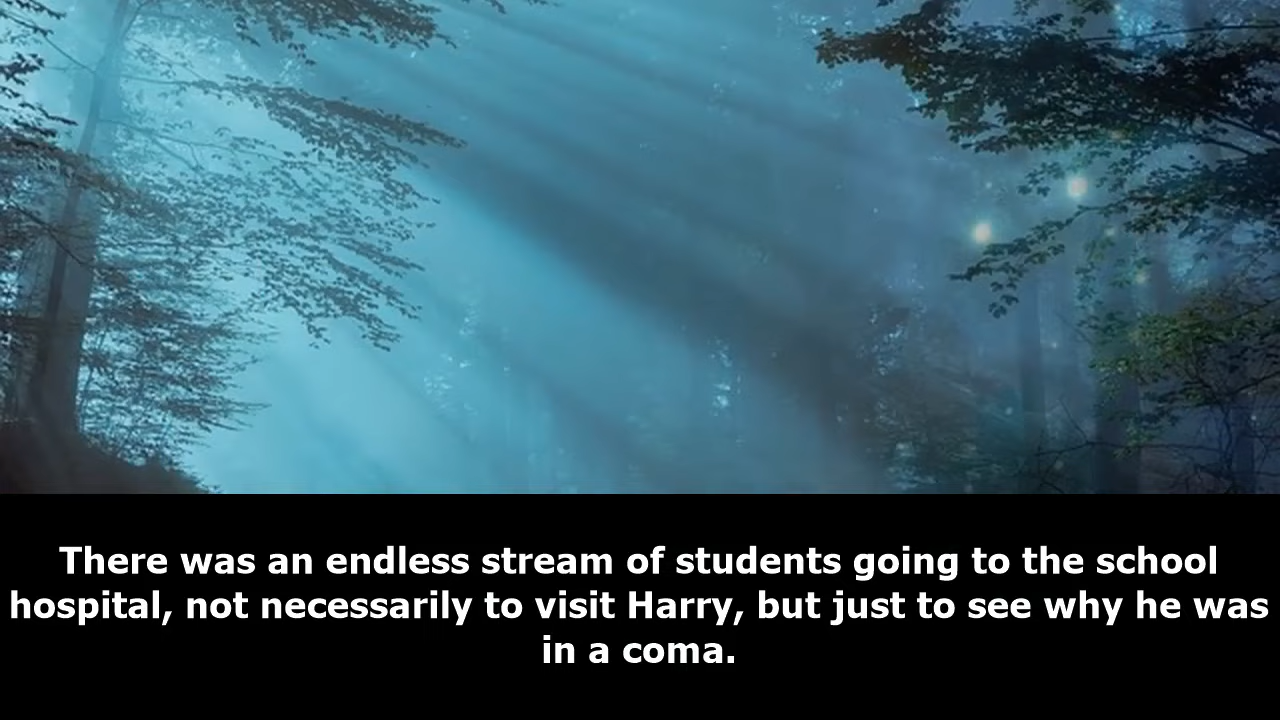 There was an endless stream of students going to the school
hospital, not necessarily to visit Harry, but just to see why he was
in a coma.